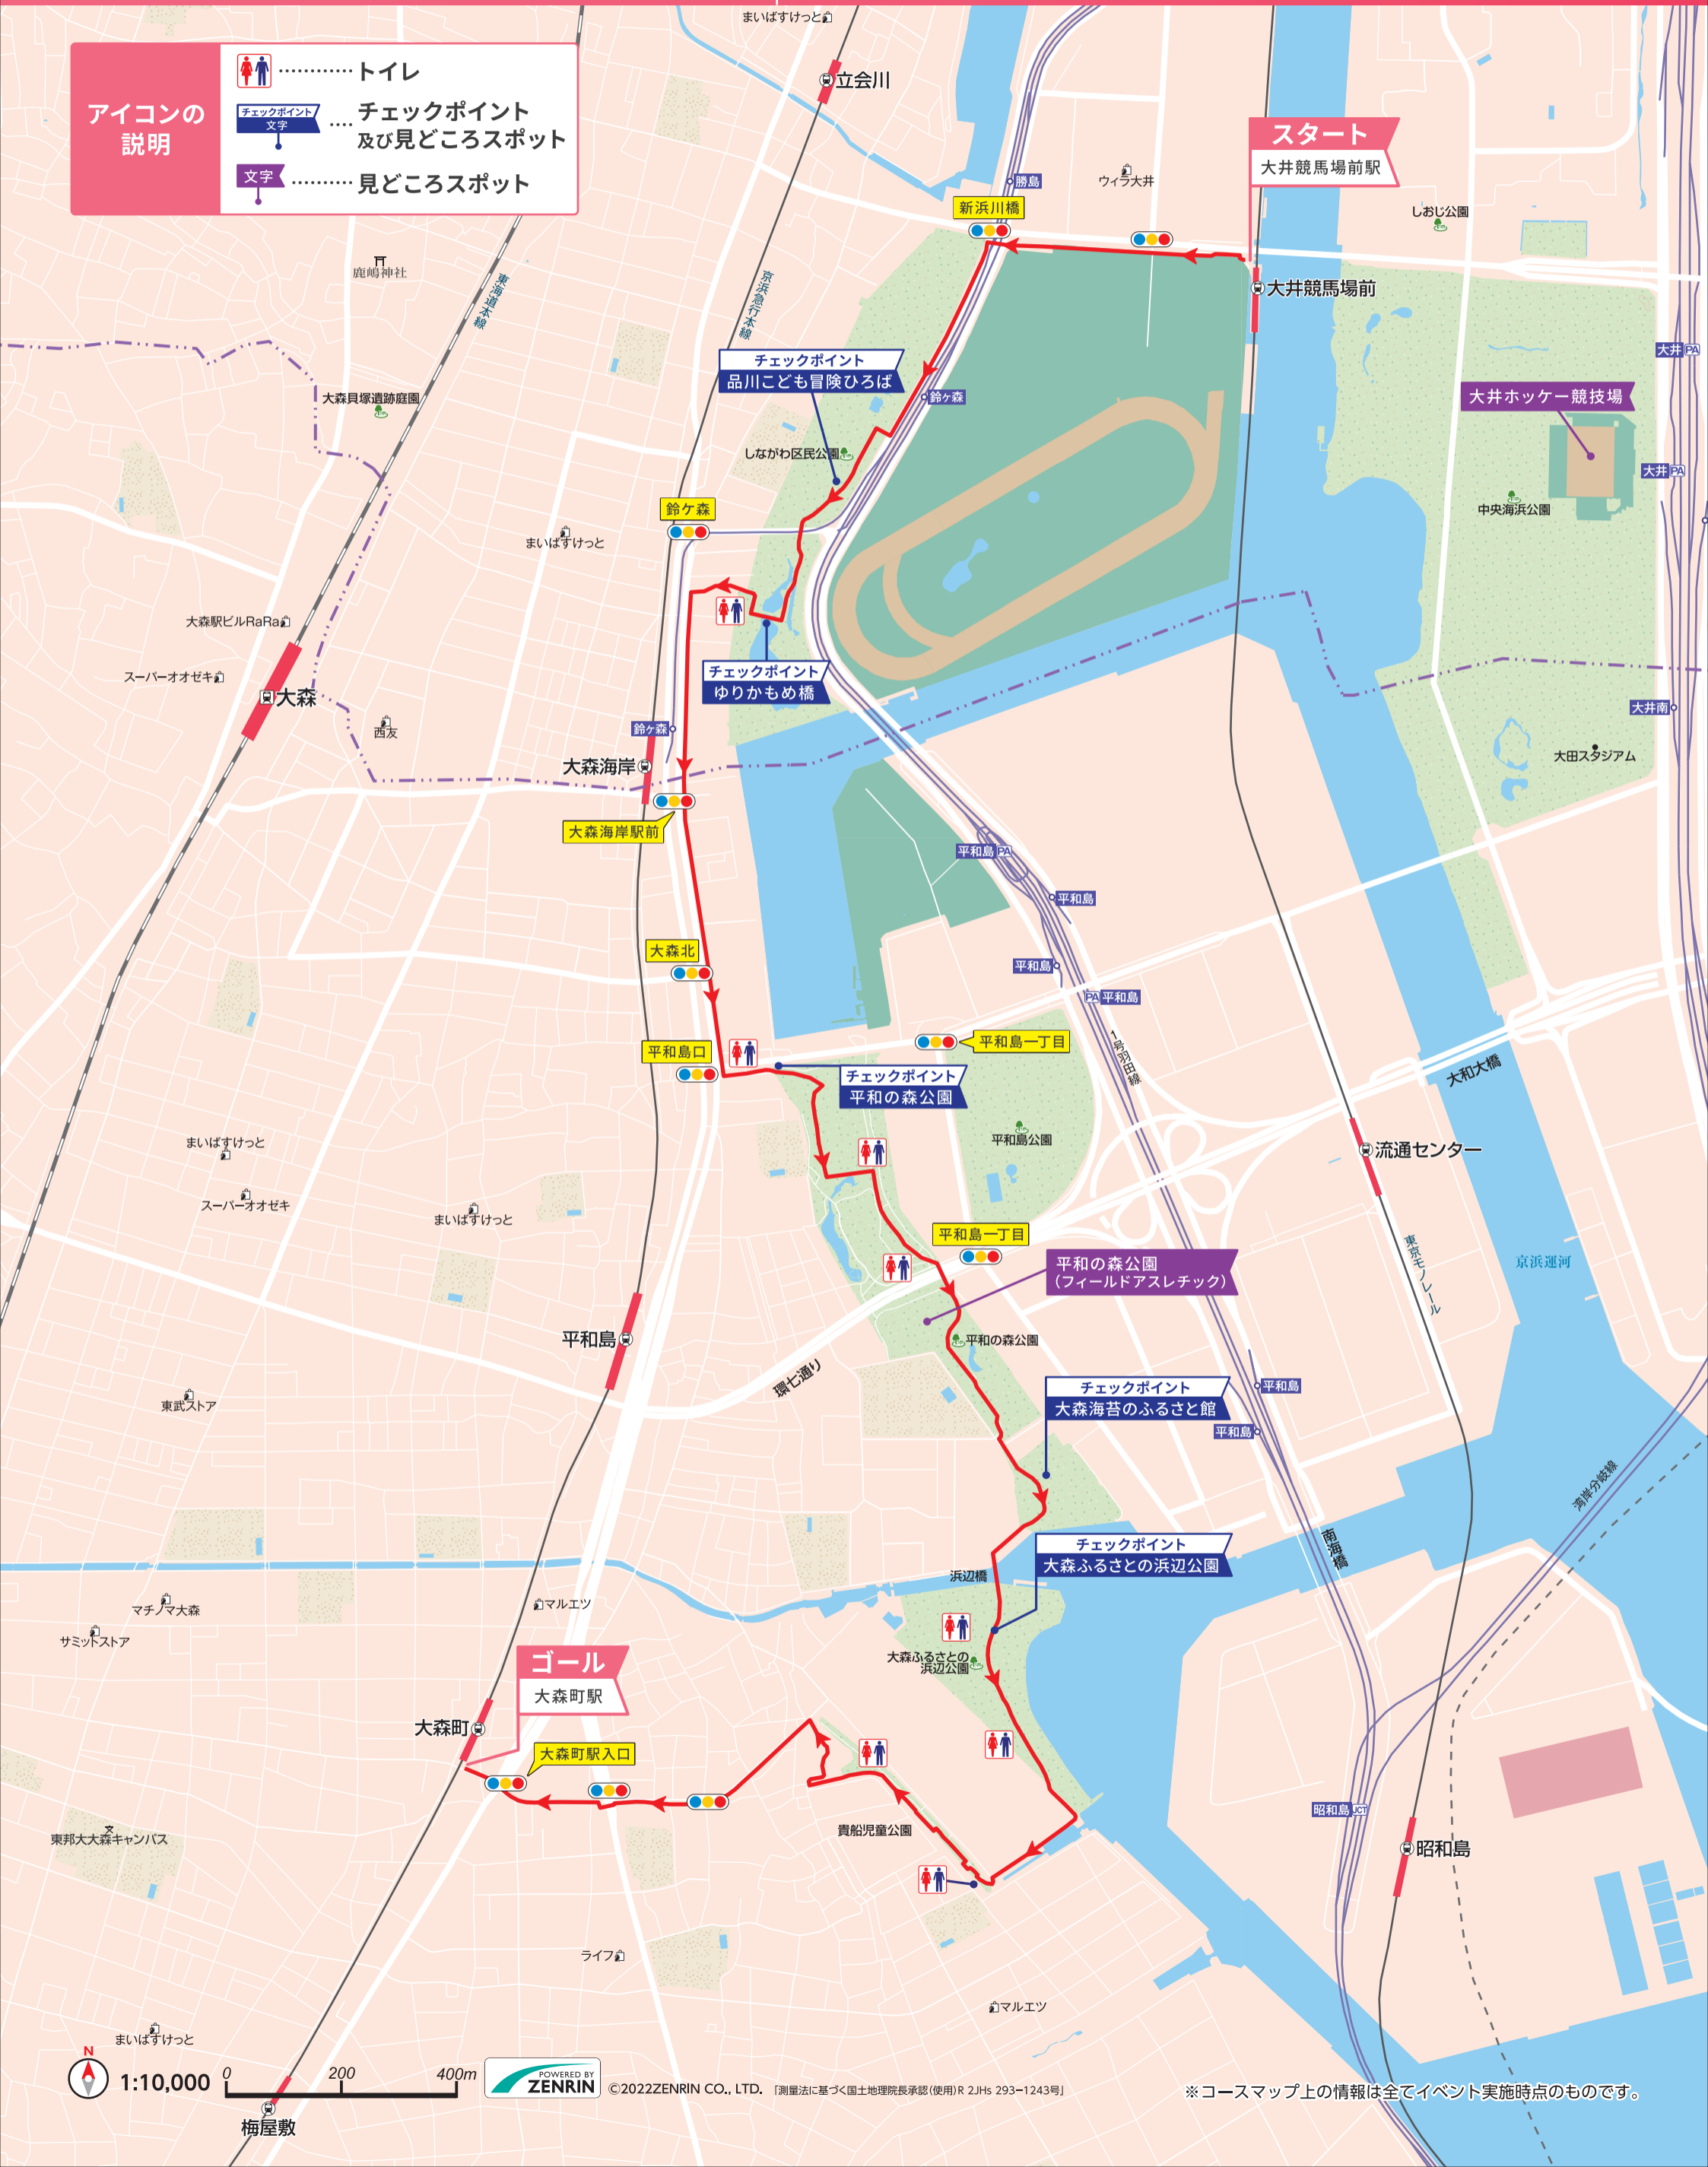 まいばすけっと
アイコンの
説明
トイレ
チェックポイント
文字
チェックポイント
及び見どころスポット
文字
見どころスポット
立会川
スタート
大井競馬場前駅
勝島
ウィラ大井
新浜川橋
しおじ公園
鹿嶋神社
東海道本線
京浜急行本線
大井競馬場前
大井PA
チェックポイント
品川こども冒険ひろば
鈴ヶ森
大井ホッケー競技場
大森貝塚遺跡庭園
しながわ区民公園
大井PA
中央海浜公園
鈴ケ森
まいばすけっと
大森駅ビルRaRa
スーパーオオゼキ
大森
西友
チェックポイント
ゆりかもめ橋
鈴ヶ森
大井南
大森海岸
大田スタジアム
大森海岸駅前
平和島PA
平和島
大森北
平和島
PA平和島
平和島口
平和島一丁目
1号羽田線
チェックポイント
平和の森公園
大和大橋
平和島公園
まいばすけっと
流通センター
スーパーオオゼキ
まいばすけっと
平和島一丁目
平和の森公園
（フィールドアスレチック）
東京モノレール
京浜運河
平和島
平和の森公園
環七通り
東武ストア
チェックポイント
大森海苔のふるさと館
平和島
平和島
湾岸分岐線
南海橋
チェックポイント
大森ふるさとの浜辺公園
浜辺橋
マチノマ大森
マルエツ
サミットストア
大森ふるさとの
浜辺公園
ゴール
大森町駅
大森町
大森町駅入口
昭和島JCT
貴船児童公園
東邦大大森キャンパス
昭和島
ライフ
マルエツ
まいばすけっと
N
1:10,000
0 200 400m
POWERED BY
ZENRIN
©2022ZENRIN CO., LTD. 「測量法に基づく国土地理院長承認（使用）R 2JHs 293−1243号」
※コースマップ上の情報は全てイベント実施時点のものです。
梅屋敷